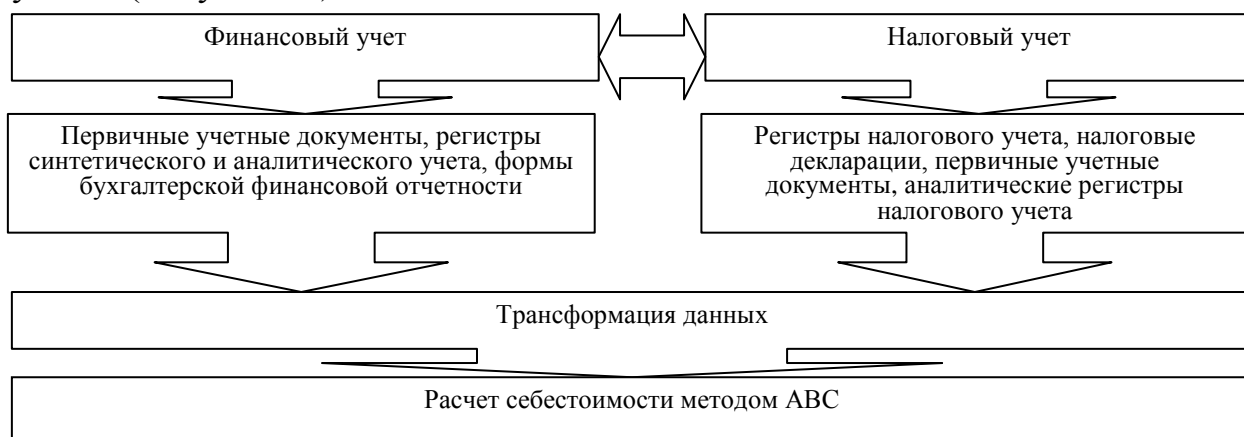 Финансовый учет
Налоговый учет
Первичные учетные документы, регистры
синтетического и аналитического учета, формы
бухгалтерской финансовой отчетности
Регистры налогового учета, налоговые
декларации, первичные учетные
документы, аналитические регистры
налогового учета
Трансформация данных
Расчет себестоимости методом АВС